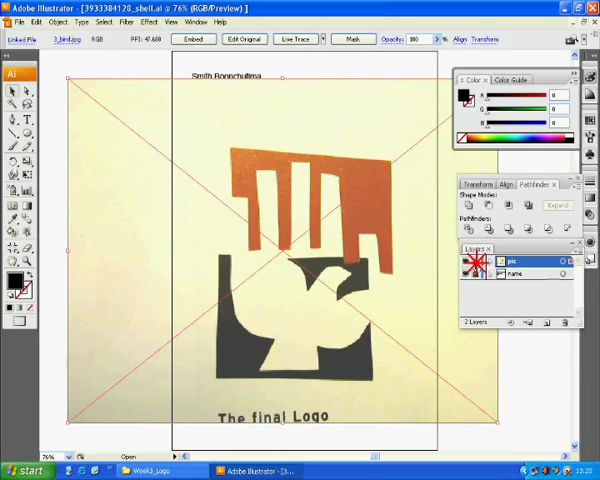 Adobe Illustrator - [3933384128_shell.ai @ 76% (RGB/Preview) ]
File Edit Object Type Select Filter Effect View Window Help
Linked File 3_bird.jpg RGB PPI: 47.608 Embed Edit Original Live Trace Mask Opacity: 100 % Align Transform
Ai
Smith Boonchutima
Color Color Guide
R 0
G 0
B 0
Transform Align Pathfinder
Shape Modes:
Expand
Pathfinders:
Layers
pic
name
2 Layers
The final Logo
76% Open
start Week3_Logo Adobe Illustrator - [3... 13:20